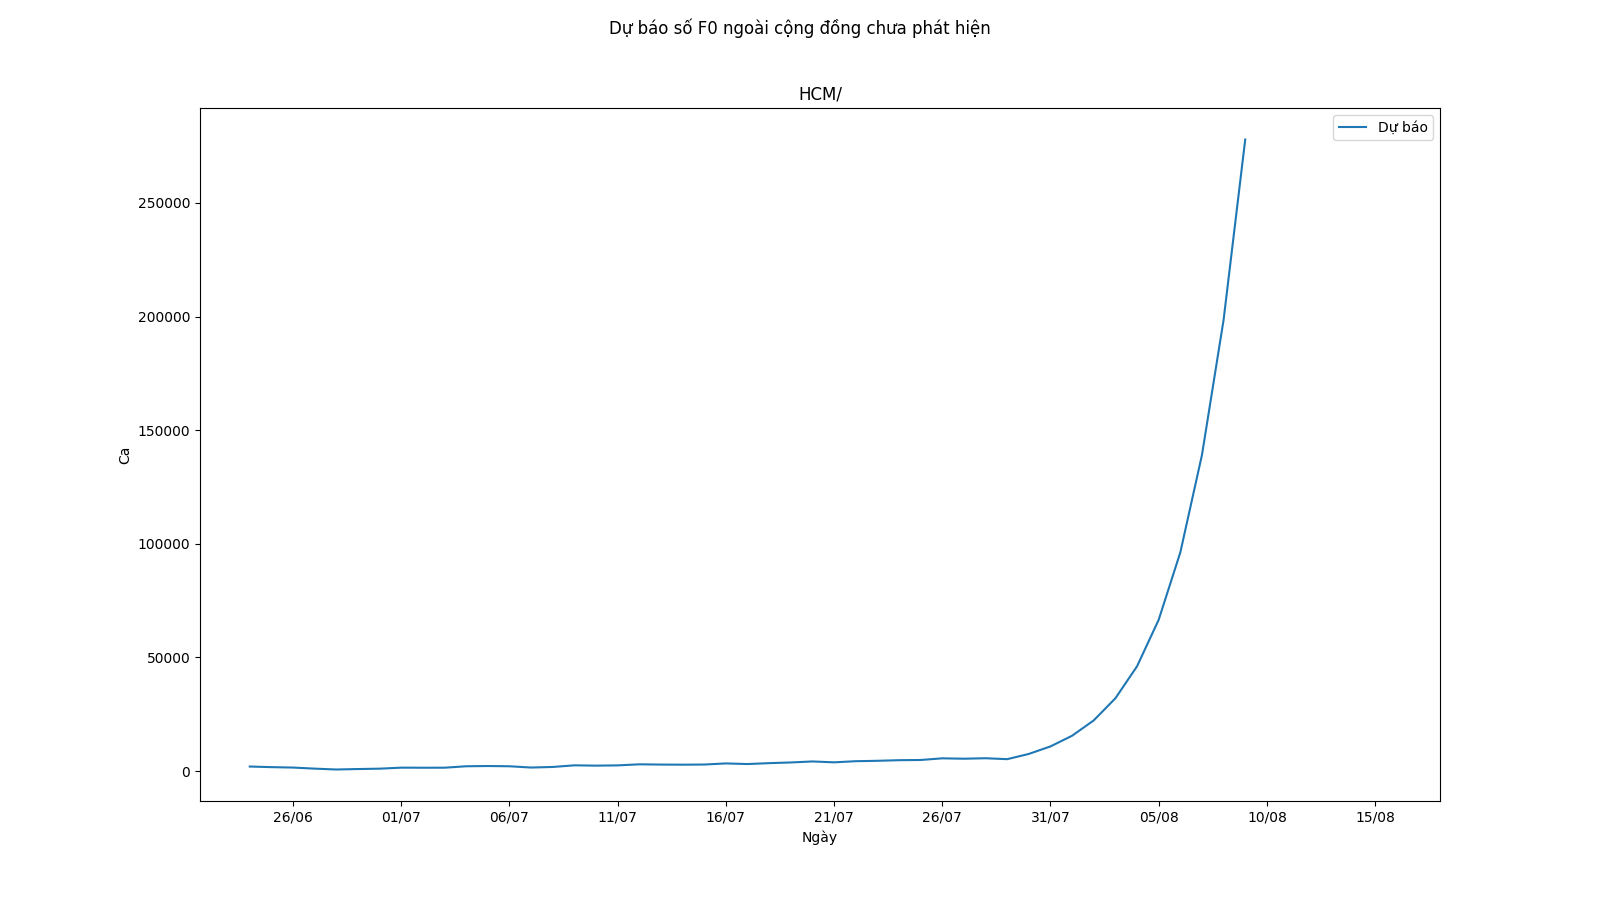 Dự báo số F0 ngoài cộng đồng chưa phát hiện
HCM/
Dự báo
250000
200000
150000
100000
50000
0
Ca
26/06 01/07 06/07 11/07 16/07 21/07 26/07 31/07 05/08 10/08 15/08
Ngày